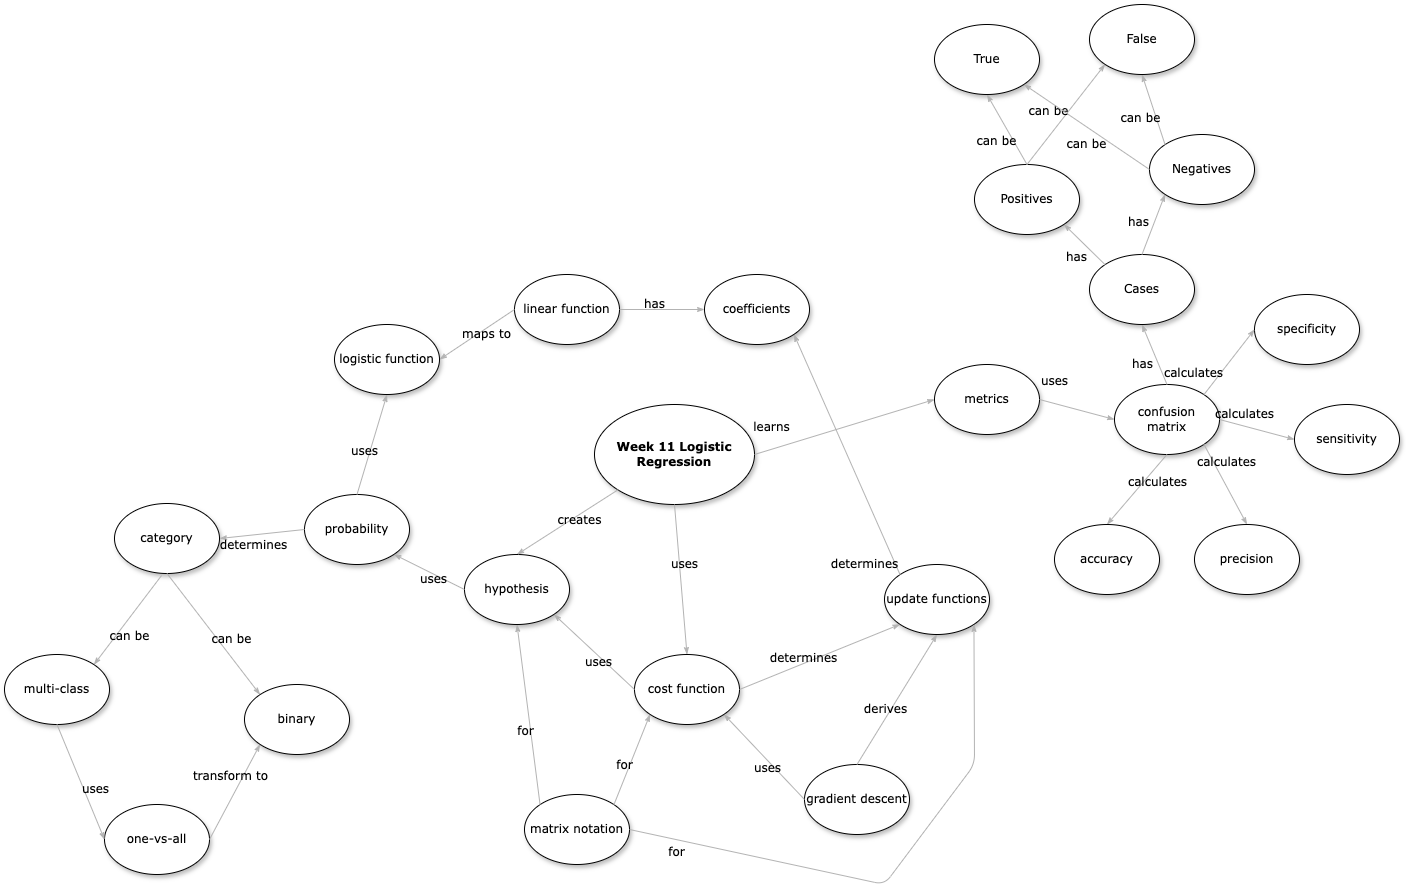 False
True
can be
can be
can be
can be
Negatives
Positives
has
has
Cases
linear function
has
coefficients
specificity
maps to
logistic function
has
calculates
uses
metrics
confusion
matrix
calculates
sensitivity
learns
Week 11 Logistic
Regression
uses
calculates
calculates
creates
probability
category
determines
accuracy
precision
uses
determines
uses
hypothesis
update functions
can be
can be
uses
determines
multi-class
cost function
binary
derives
for
for
uses
transform to
uses
gradient descent
one-vs-all
matrix notation
for